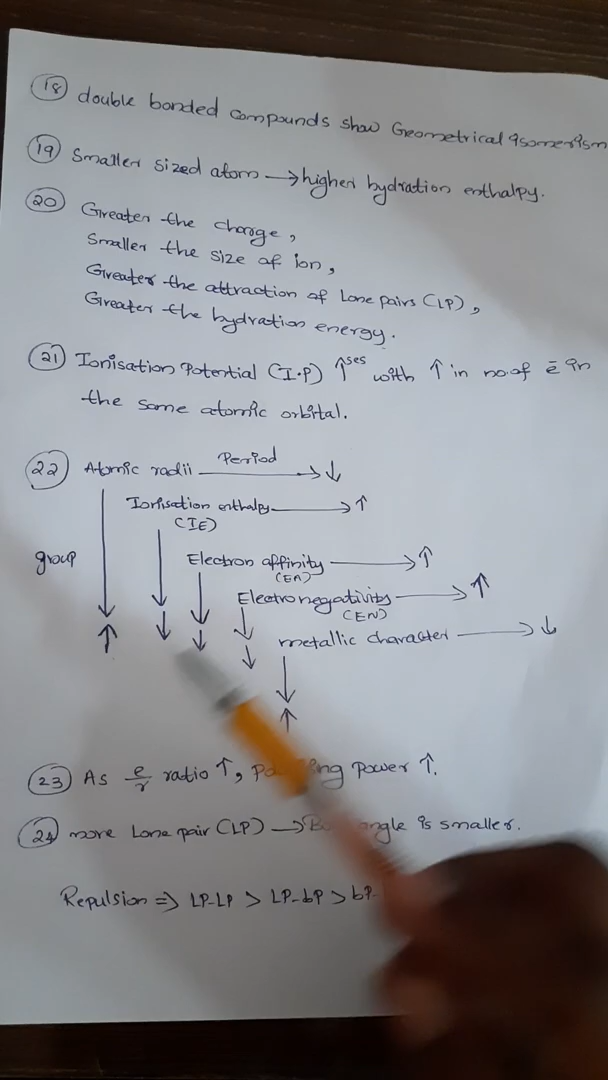 (18) double bonded compounds show Geometrical isomerism
(19) Smaller sized atom → higher hydration enthalpy.
(20) Greater the charge,
Smaller the size of ion,
Greater the attraction of Lone pairs (LP),
Greater the hydration energy.
(21) Ionisation Potential (I.P) ↑ses with ↑ in no.of ē in
the same atomic orbital.
(22) Atomic radii Period → ↓
Ionisation enthalpy → ↑
(IE)
group
Electron affinity → ↑
(EA)
Electronegativity → ↑
(EN)
metallic character → ↓
↑ ↓ ↓ ↓ ↑
(23) As e/r ratio ↑, Power ↑.
(24) more Lone pair (LP) → angle is smaller.
Repulsion ⇒ LP-LP > LP-bP > bP-